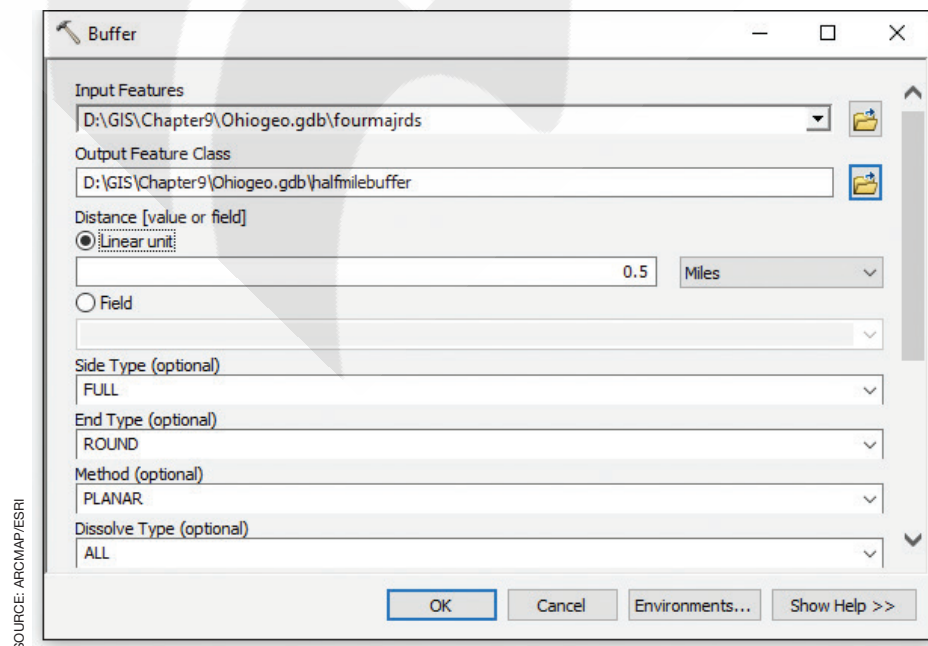 Buffer
Input Features
D:\GIS\Chapter9\Ohiogeo.gdb\fourmajrds
Output Feature Class
D:\GIS\Chapter9\Ohiogeo.gdb\halfmilebuffer
Distance [value or field]
Linear unit
0.5 Miles
Field
Side Type (optional)
FULL
End Type (optional)
ROUND
Method (optional)
PLANAR
Dissolve Type (optional)
ALL
OK Cancel Environments... Show Help >>
SOURCE: ARCMAP/ESRI